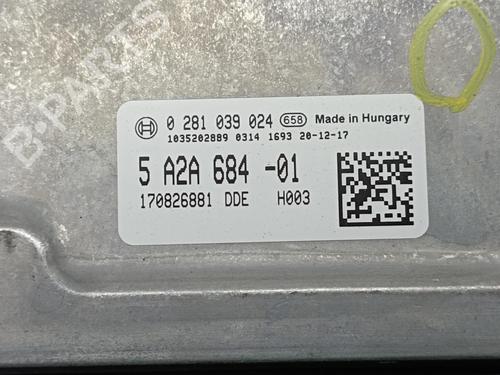 B-PARTS
0 281 039 024 658 Made in Hungary
1035202889 0314 1693 20-12-17
5 A2A 684 -01
170826881 DDE H003